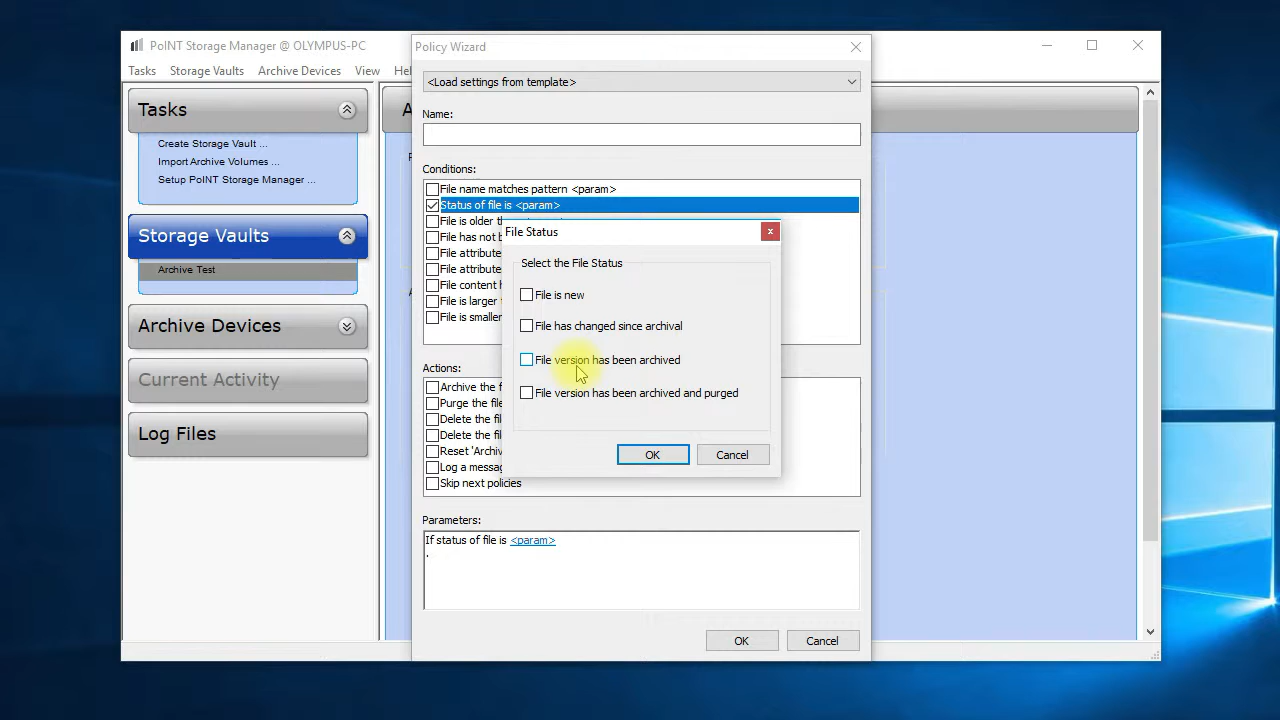 PoINT Storage Manager @ OLYMPUS-PC
Tasks Storage Vaults Archive Devices View Hel
Tasks
Create Storage Vault ...
Import Archive Volumes ...
Setup PoINT Storage Manager ...
Storage Vaults
Archive Test
Archive Devices
Current Activity
Log Files
A
Policy Wizard
<Load settings from template>
Name:
Conditions:
File name matches pattern <param>
Status of file is <param>
File is older
File has not
File attribute
File attribute
File content
File is larger
File is smaller
Actions:
Archive the
Purge the file
Delete the
Delete the
Reset 'Archiv
Log a messag
Skip next policies
Parameters:
If status of file is <param>
.
OK Cancel
File Status
Select the File Status
File is new
File has changed since archival
File version has been archived
File version has been archived and purged
OK Cancel